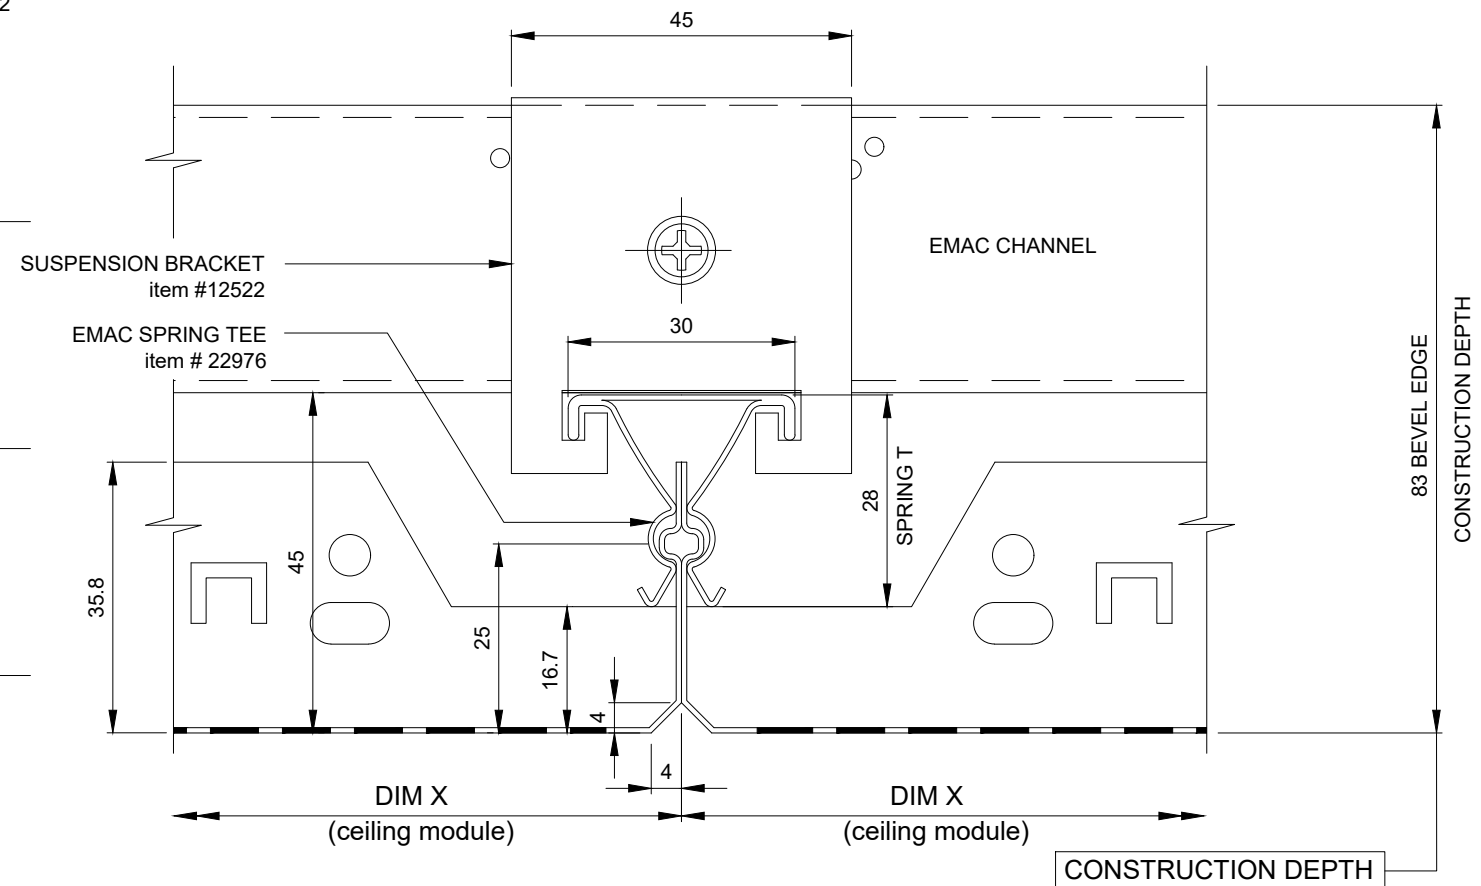 2
45
SUSPENSION BRACKET
item #12522
EMAC CHANNEL
EMAC SPRING TEE
item # 22976
30
83 BEVEL EDGE
CONSTRUCTION DEPTH
28
SPRING T
45
35.8
25
16.7
4
4
DIM X
(ceiling module)
DIM X
(ceiling module)
CONSTRUCTION DEPTH